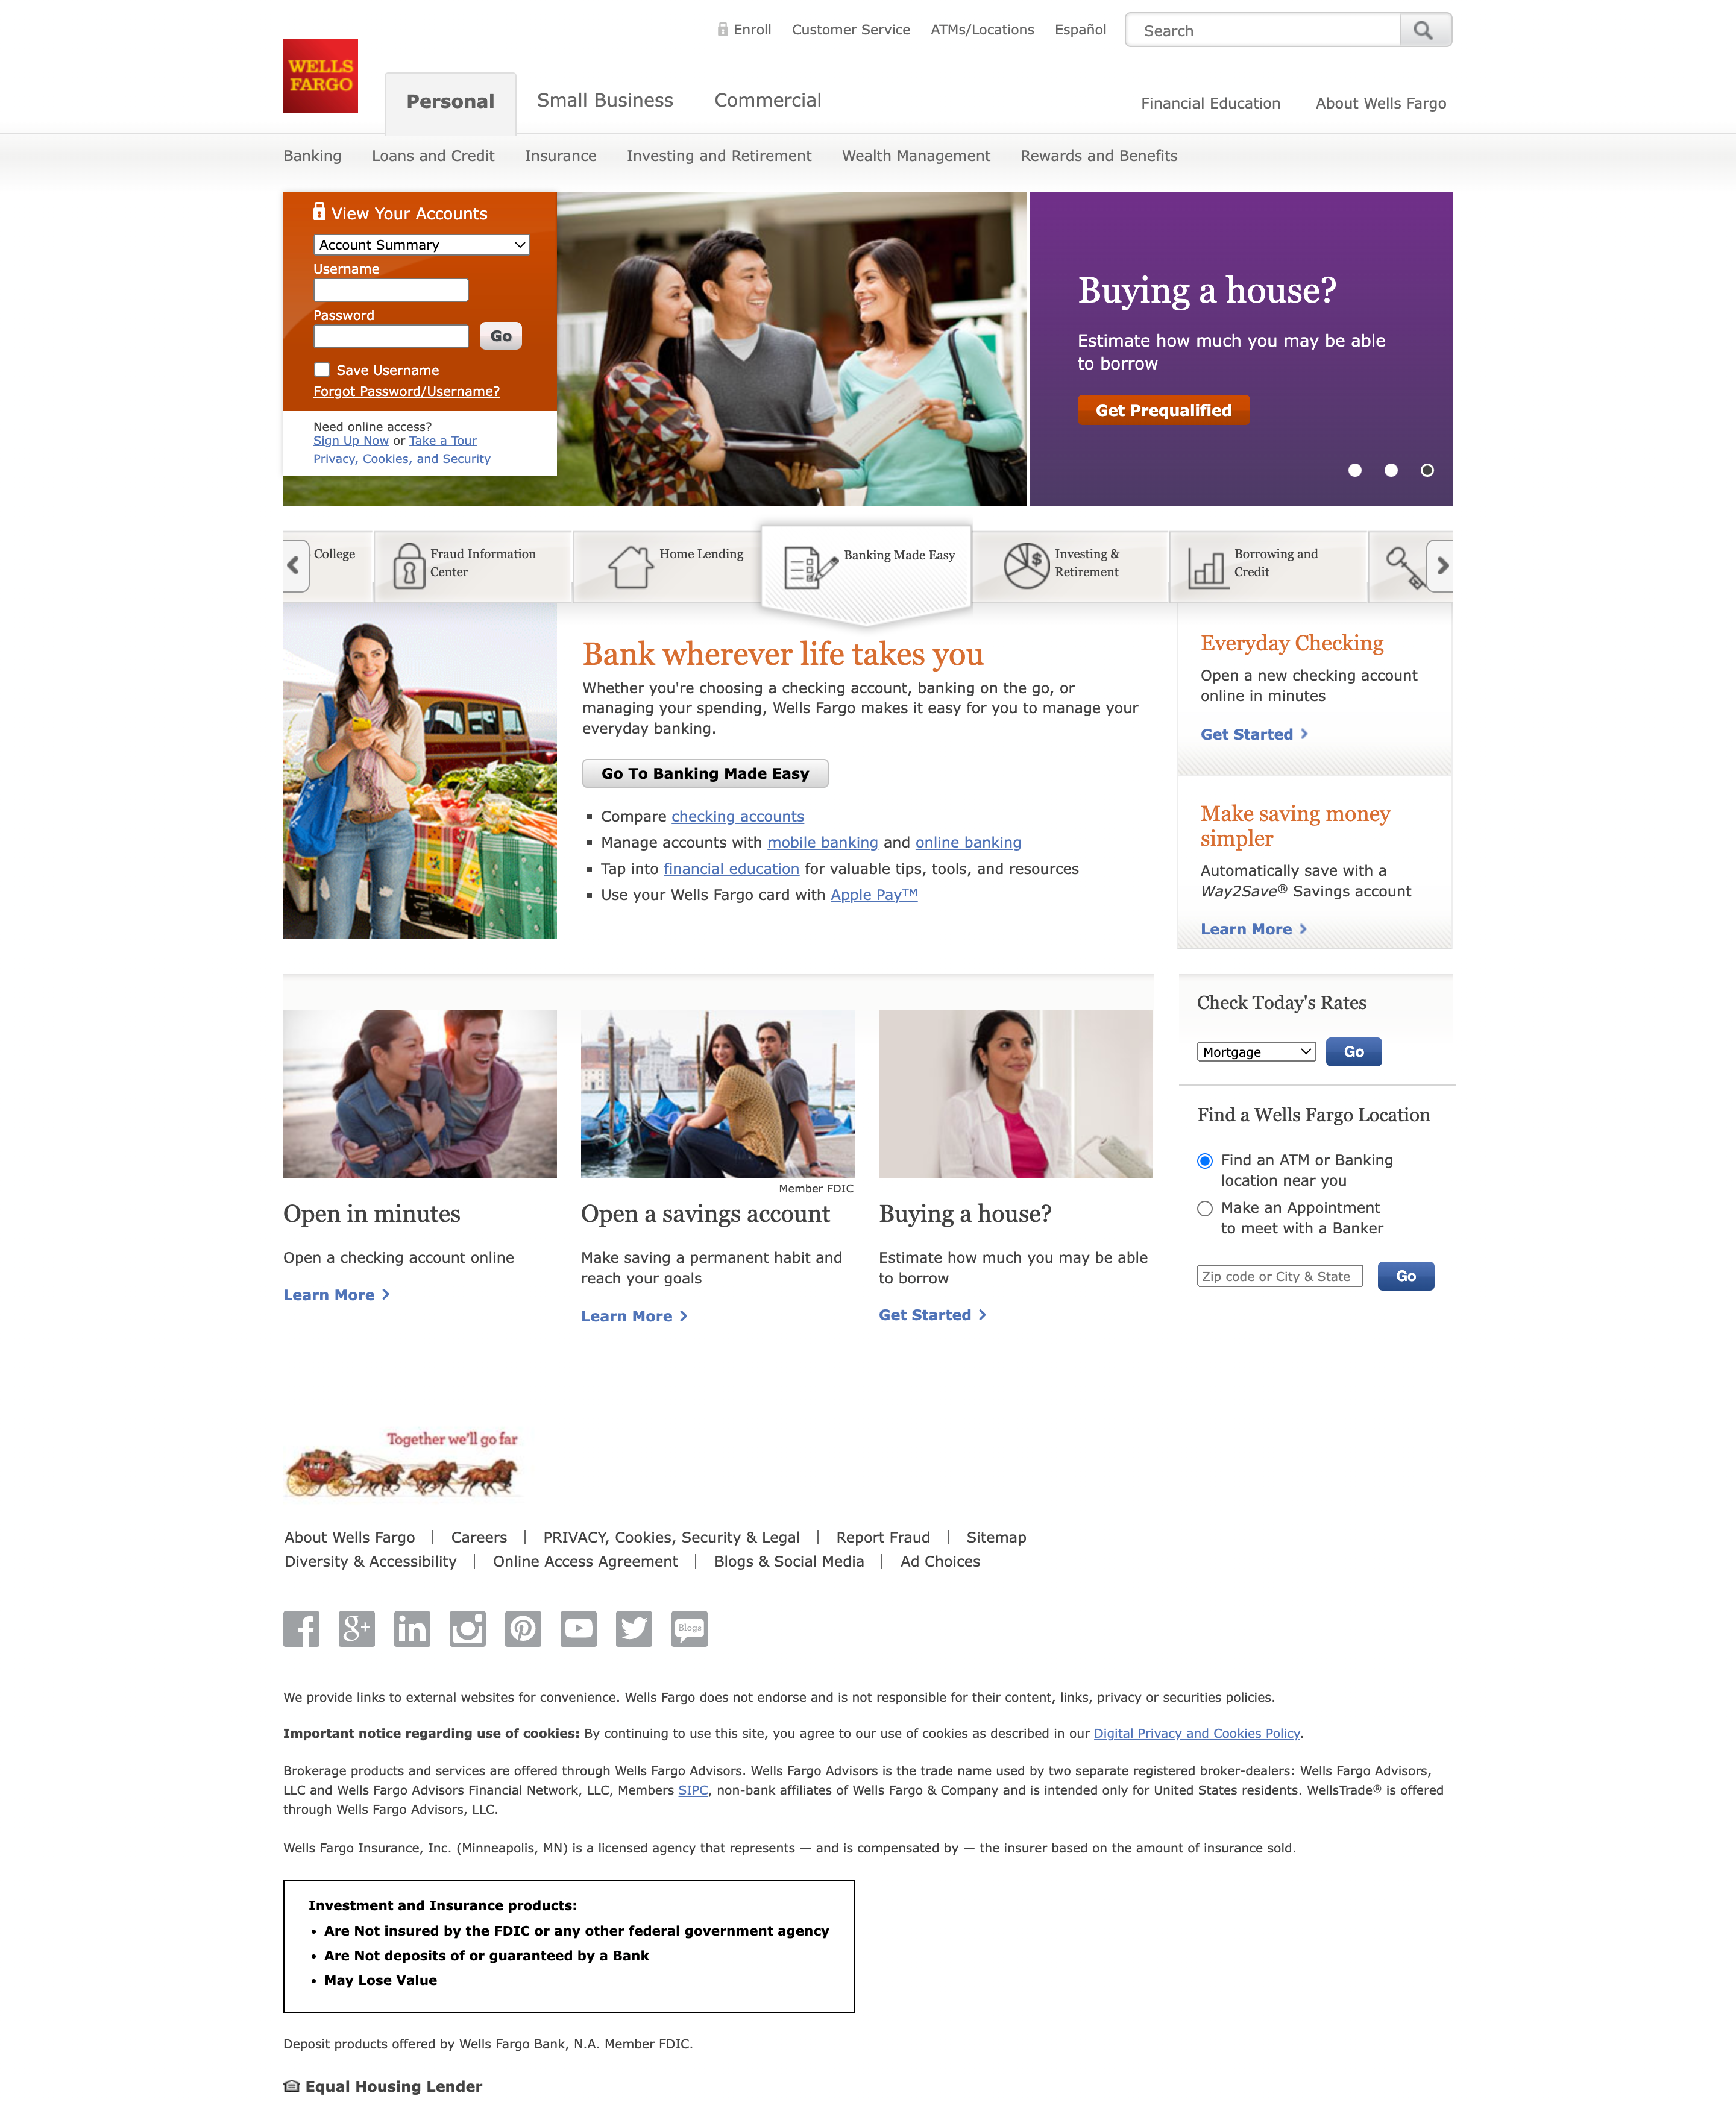 Enroll Customer Service ATMs/Locations Español Search
WELLS
FARGO
Personal Small Business Commercial Financial Education About Wells Fargo
Banking Loans and Credit Insurance Investing and Retirement Wealth Management Rewards and Benefits
View Your Accounts
Account Summary
Username
Password
Go
Save Username
Forgot Password/Username?
Need online access?
Sign Up Now or Take a Tour
Privacy, Cookies, and Security
Buying a house?
Estimate how much you may be able
to borrow
Get Prequalified
College
Fraud Information
Center
Home Lending
Banking Made Easy
Investing &
Retirement
Borrowing and
Credit
Bank wherever life takes you
Whether you're choosing a checking account, banking on the go, or
managing your spending, Wells Fargo makes it easy for you to manage your
everyday banking.
Go To Banking Made Easy
▪ Compare checking accounts
▪ Manage accounts with mobile banking and online banking
▪ Tap into financial education for valuable tips, tools, and resources
▪ Use your Wells Fargo card with Apple Pay™
Everyday Checking
Open a new checking account
online in minutes
Get Started
Make saving money
simpler
Automatically save with a
Way2Save® Savings account
Learn More
Open in minutes
Open a checking account online
Learn More
Member FDIC
Open a savings account
Make saving a permanent habit and
reach your goals
Learn More
Buying a house?
Estimate how much you may be able
to borrow
Get Started
Check Today's Rates
Mortgage Go
Find a Wells Fargo Location
Find an ATM or Banking
location near you
Make an Appointment
to meet with a Banker
Zip code or City & State Go
Together we'll go far
About Wells Fargo | Careers | PRIVACY, Cookies, Security & Legal | Report Fraud | Sitemap
Diversity & Accessibility | Online Access Agreement | Blogs & Social Media | Ad Choices
Blogs
We provide links to external websites for convenience. Wells Fargo does not endorse and is not responsible for their content, links, privacy or securities policies.
Important notice regarding use of cookies: By continuing to use this site, you agree to our use of cookies as described in our Digital Privacy and Cookies Policy.
Brokerage products and services are offered through Wells Fargo Advisors. Wells Fargo Advisors is the trade name used by two separate registered broker-dealers: Wells Fargo Advisors,
LLC and Wells Fargo Advisors Financial Network, LLC, Members SIPC, non-bank affiliates of Wells Fargo & Company and is intended only for United States residents. WellsTrade® is offered
through Wells Fargo Advisors, LLC.
Wells Fargo Insurance, Inc. (Minneapolis, MN) is a licensed agency that represents — and is compensated by — the insurer based on the amount of insurance sold.
Investment and Insurance products:
• Are Not insured by the FDIC or any other federal government agency
• Are Not deposits of or guaranteed by a Bank
• May Lose Value
Deposit products offered by Wells Fargo Bank, N.A. Member FDIC.
Equal Housing Lender